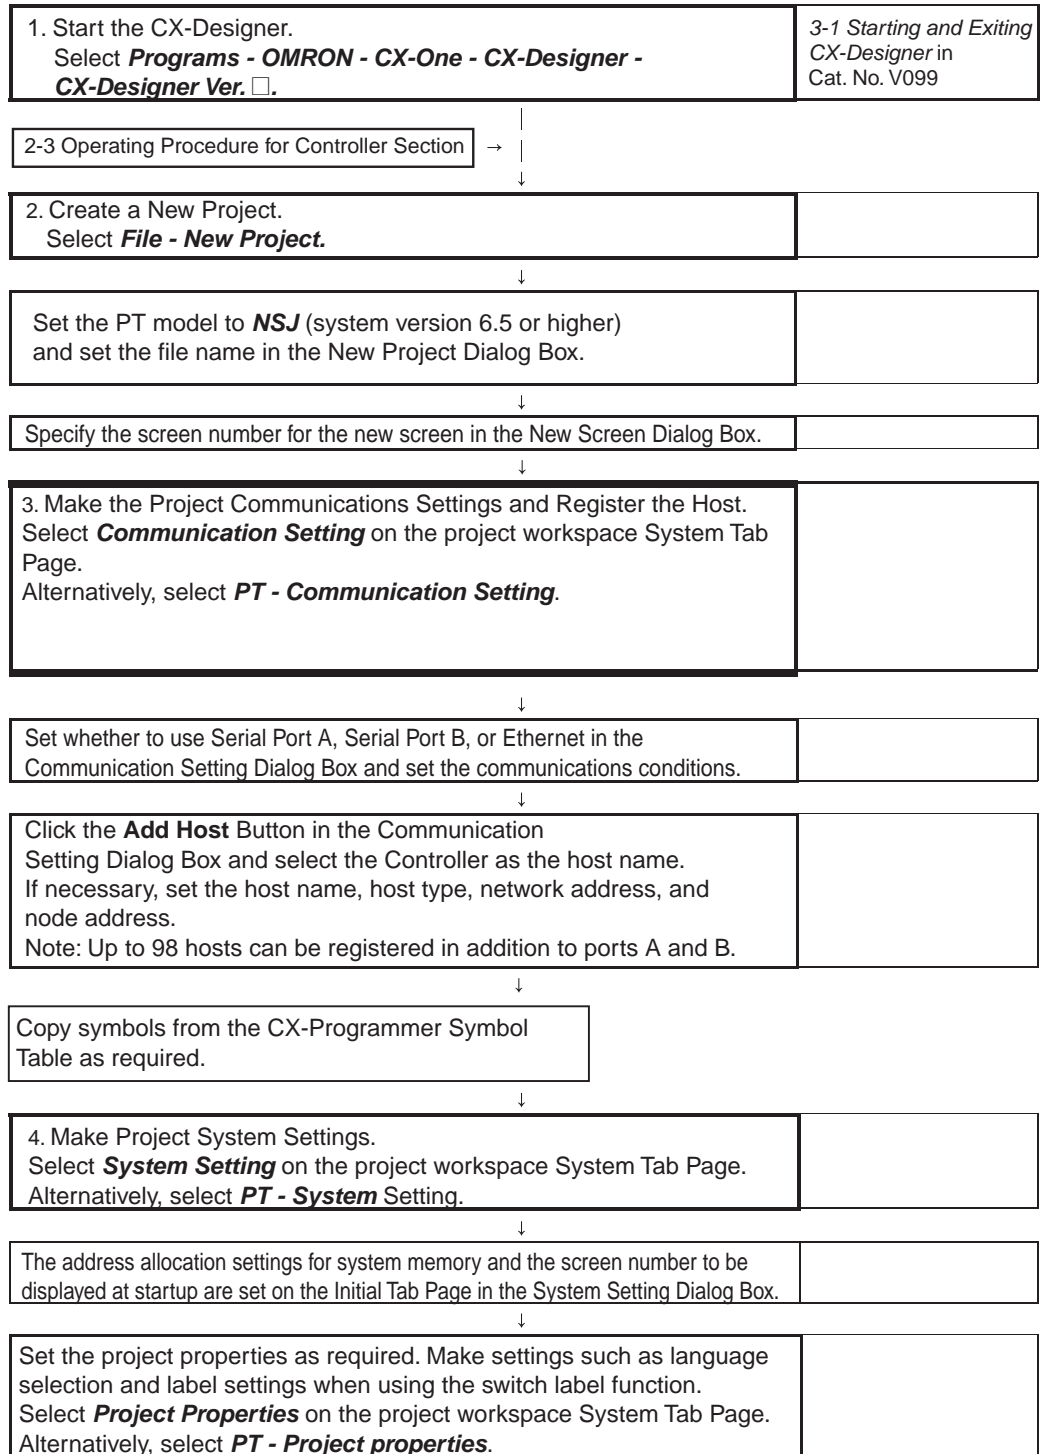 1. Start the CX-Designer.
Select Programs - OMRON - CX-One - CX-Designer -
CX-Designer Ver. □.
3-1 Starting and Exiting
CX-Designer in
Cat. No. V099
2-3 Operating Procedure for Controller Section →
↓
2. Create a New Project.
Select File - New Project.
↓
Set the PT model to NSJ (system version 6.5 or higher)
and set the file name in the New Project Dialog Box.
↓
Specify the screen number for the new screen in the New Screen Dialog Box.
↓
3. Make the Project Communications Settings and Register the Host.
Select Communication Setting on the project workspace System Tab
Page.
Alternatively, select PT - Communication Setting.
↓
Set whether to use Serial Port A, Serial Port B, or Ethernet in the
Communication Setting Dialog Box and set the communications conditions.
↓
Click the Add Host Button in the Communication
Setting Dialog Box and select the Controller as the host name.
If necessary, set the host name, host type, network address, and
node address.
Note: Up to 98 hosts can be registered in addition to ports A and B.
↓
Copy symbols from the CX-Programmer Symbol
Table as required.
↓
4. Make Project System Settings.
Select System Setting on the project workspace System Tab Page.
Alternatively, select PT - System Setting.
↓
The address allocation settings for system memory and the screen number to be
displayed at startup are set on the Initial Tab Page in the System Setting Dialog Box.
↓
Set the project properties as required. Make settings such as language
selection and label settings when using the switch label function.
Select Project Properties on the project workspace System Tab Page.
Alternatively, select PT - Project properties.